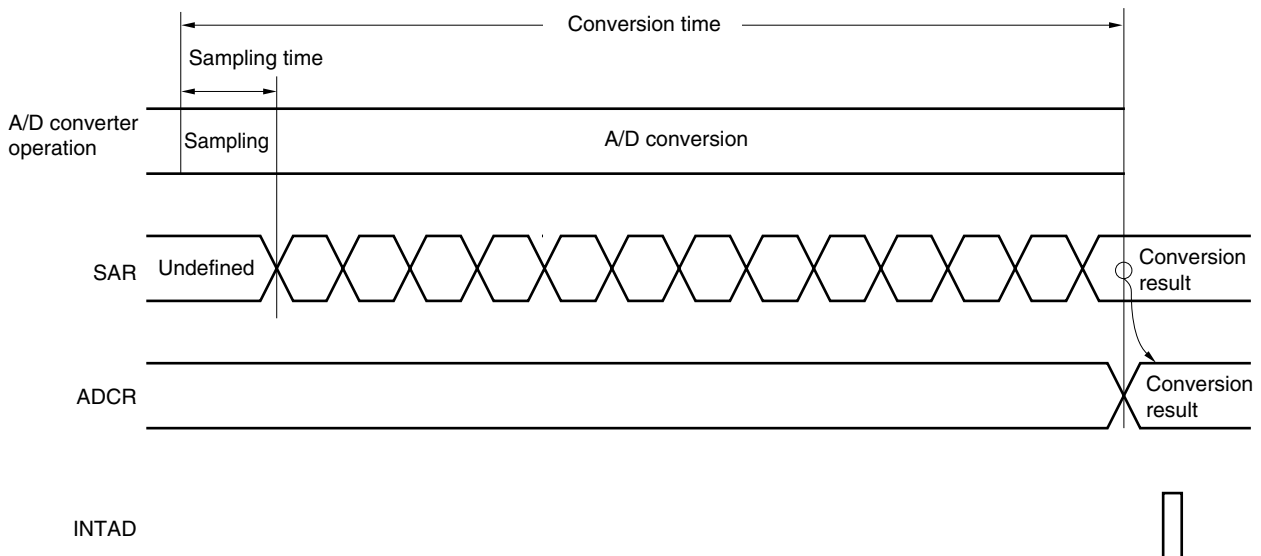 Conversion time
Sampling time
A/D converter
operation
Sampling
A/D conversion
SAR
Undefined
Conversion
result
ADCR
Conversion
result
INTAD